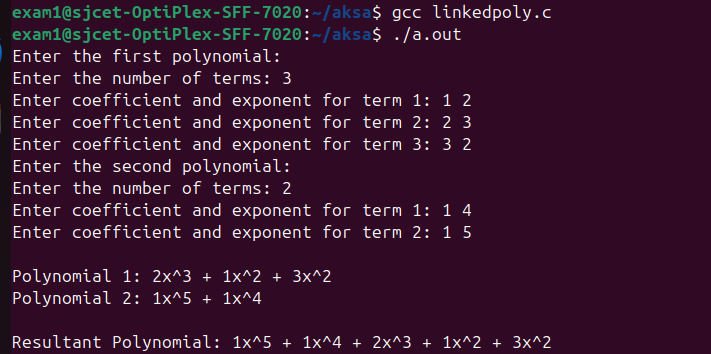 exam1@sjcet-OptiPlex-SFF-7020:~/aksa$ gcc linkedpoly.c
exam1@sjcet-OptiPlex-SFF-7020:~/aksa$ ./a.out
Enter the first polynomial:
Enter the number of terms: 3
Enter coefficient and exponent for term 1: 1 2
Enter coefficient and exponent for term 2: 2 3
Enter coefficient and exponent for term 3: 3 2
Enter the second polynomial:
Enter the number of terms: 2
Enter coefficient and exponent for term 1: 1 4
Enter coefficient and exponent for term 2: 1 5
Polynomial 1: 2x^3 + 1x^2 + 3x^2
Polynomial 2: 1x^5 + 1x^4
Resultant Polynomial: 1x^5 + 1x^4 + 2x^3 + 1x^2 + 3x^2